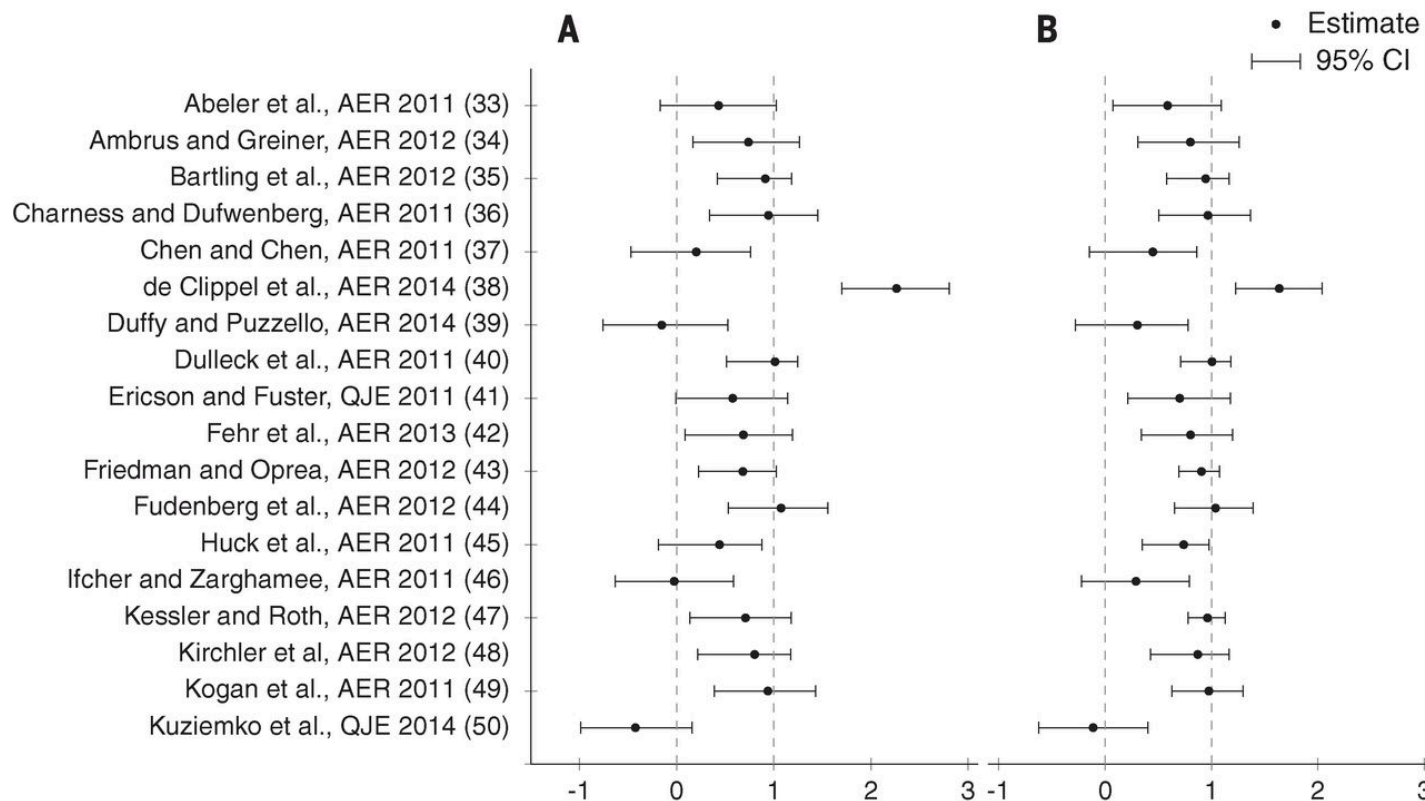 A
B
Estimate
95% CI
Abeler et al., AER 2011 (33)
Ambrus and Greiner, AER 2012 (34)
Bartling et al., AER 2012 (35)
Charness and Dufwenberg, AER 2011 (36)
Chen and Chen, AER 2011 (37)
de Clippel et al., AER 2014 (38)
Duffy and Puzzello, AER 2014 (39)
Dulleck et al., AER 2011 (40)
Ericson and Fuster, QJE 2011 (41)
Fehr et al., AER 2013 (42)
Friedman and Oprea, AER 2012 (43)
Fudenberg et al., AER 2012 (44)
Huck et al., AER 2011 (45)
Ifcher and Zarghamee, AER 2011 (46)
Kessler and Roth, AER 2012 (47)
Kirchler et al, AER 2012 (48)
Kogan et al., AER 2011 (49)
Kuziemko et al., QJE 2014 (50)
-1 0 1 2 3 -1 0 1 2 3